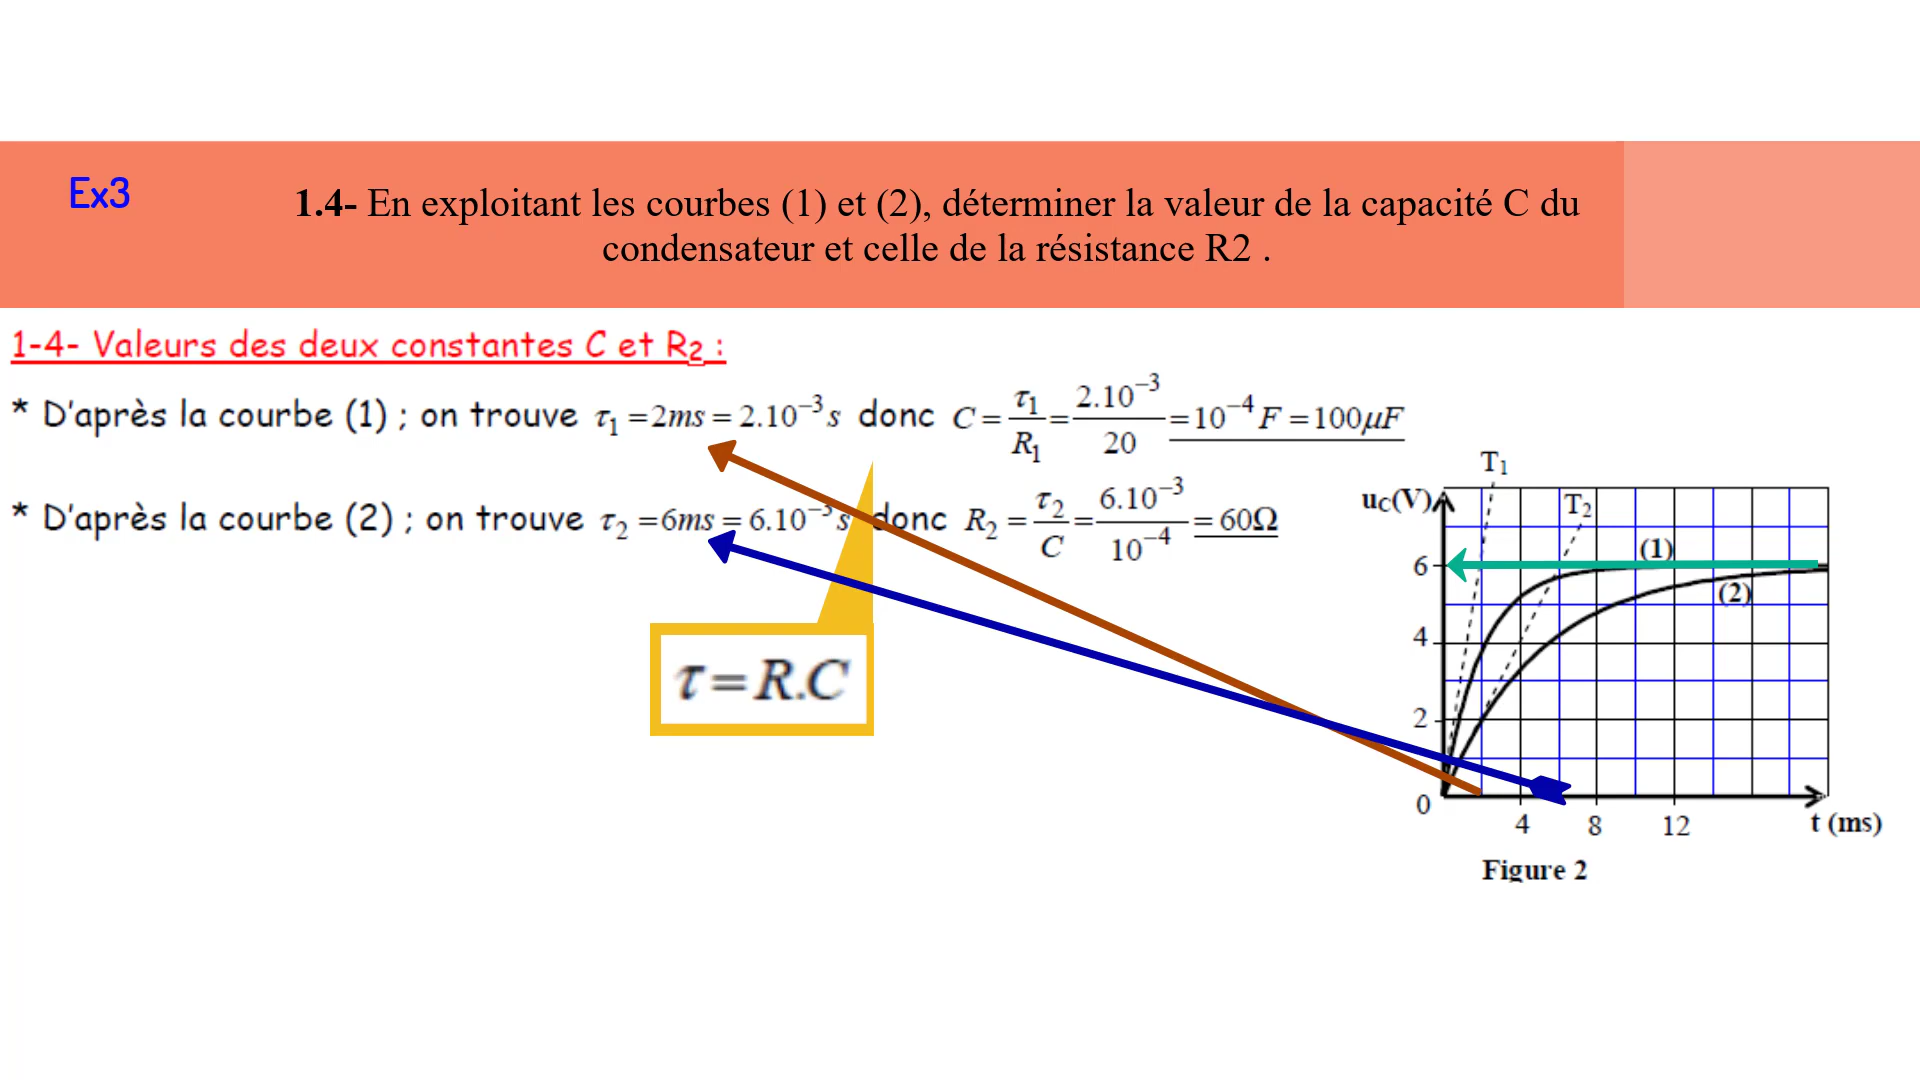 Ex3
1.4- En exploitant les courbes (1) et (2), déterminer la valeur de la capacité C du
condensateur et celle de la résistance R2 .
1-4- Valeurs des deux constantes C et R₂ :
* D'après la courbe (1) ; on trouve τ₁ =2ms = 2.10⁻³ s donc C = τ₁/R₁ = 2.10⁻³/20 = 10⁻⁴ F = 100μF
* D'après la courbe (2) ; on trouve τ₂ =6ms = 6.10⁻³ s donc R₂ = τ₂/C = 6.10⁻³/10⁻⁴ = 60Ω
τ = R.C
T₁
uC(V)
T₂
(1)
6
(2)
4
2
0
4 8 12 t (ms)
Figure 2